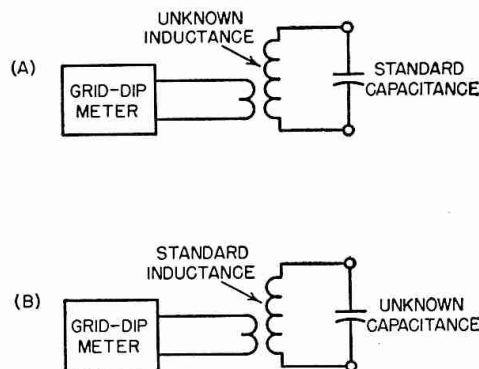 UNKNOWN
INDUCTANCE
(A)
GRID-DIP
METER
STANDARD
CAPACITANCE
STANDARD
INDUCTANCE
(B)
GRID-DIP
METER
UNKNOWN
CAPACITANCE